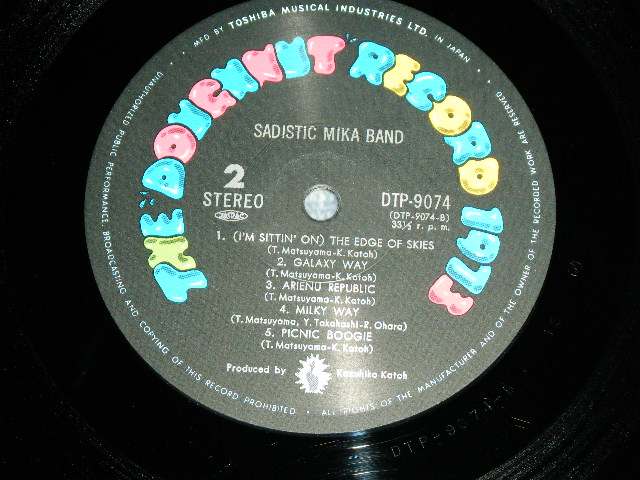 MFD BY TOSHIBA MUSICAL INDUSTRIES LTD. IN JAPAN
THE DOUGHNUT RECORD 1973
SADISTIC MIKA BAND
2
STEREO
DTP-9074
(DTP-9074-B)
33⅓ r. p. m.
1. (I'M SITTIN' ON) THE EDGE OF SKIES
(T. Matsuyama-K. Katoh)
2. GALAXY WAY
(T. Matsuyama-K. Katoh)
3. ARIENU REPUBLIC
(T. Matsuyama-K. Katoh)
4. MILKY WAY
(T. Matsuyama, Y. Takahashi-R. Ohara)
5. PICNIC BOOGIE
(T. Matsuyama-K. Katoh)
Produced by Kazuhiko Katoh
ALL RIGHTS OF THE MANUFACTURER AND OF THE OWNER OF THE RECORDED WORK ARE RESERVED
UNAUTHORIZED PUBLIC PERFORMANCE, BROADCASTING AND COPYING OF THIS RECORD PROHIBITED